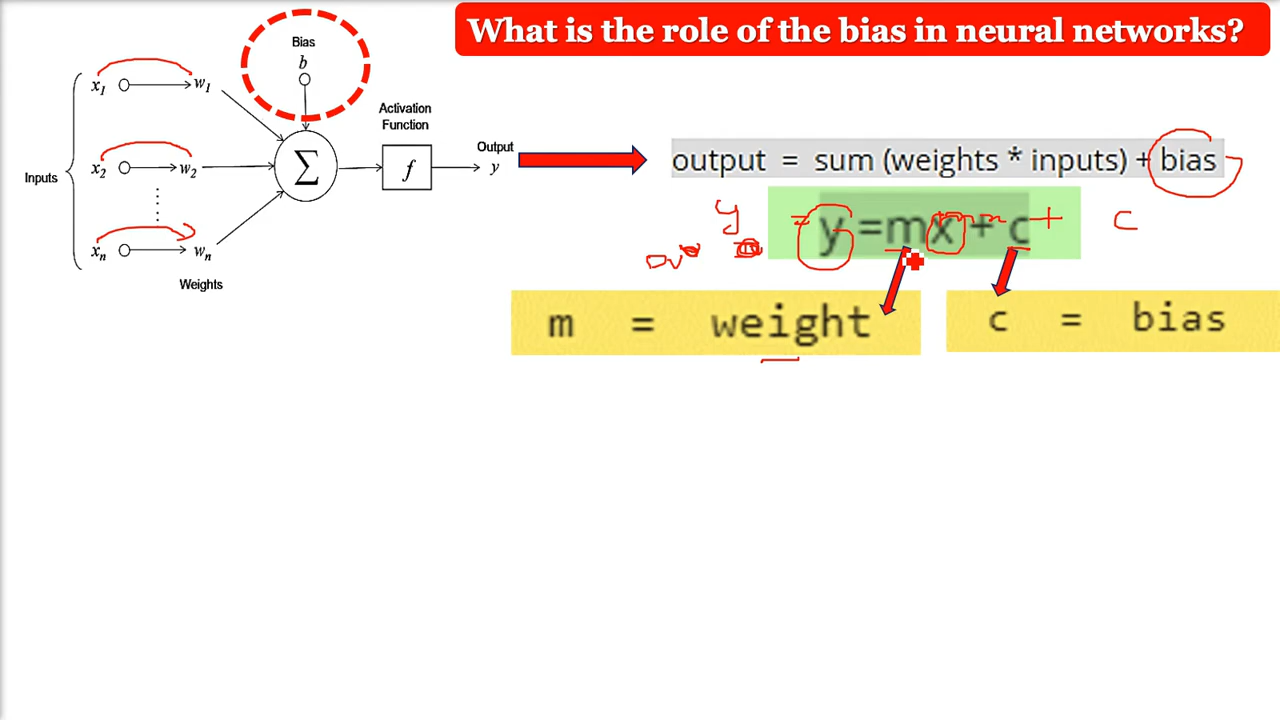 What is the role of the bias in neural networks?
Bias
b
x1 w1
Activation
Function
Inputs
x2 w2
Σ
f
Output
y
xn wn
Weights
output = sum (weights * inputs) + bias
y = + c
y =mx + c
m = weight
c = bias